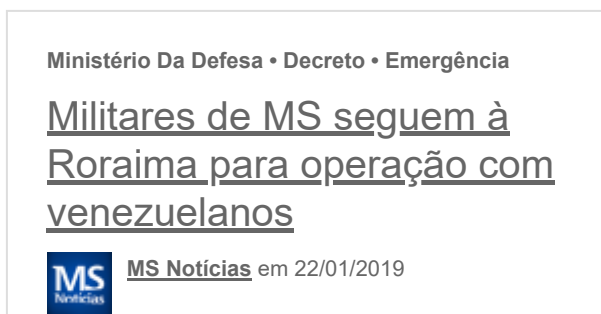 Ministério Da Defesa • Decreto • Emergência
Militares de MS seguem à
Roraima para operação com
venezuelanos
MS
Notícias
MS Notícias em 22/01/2019